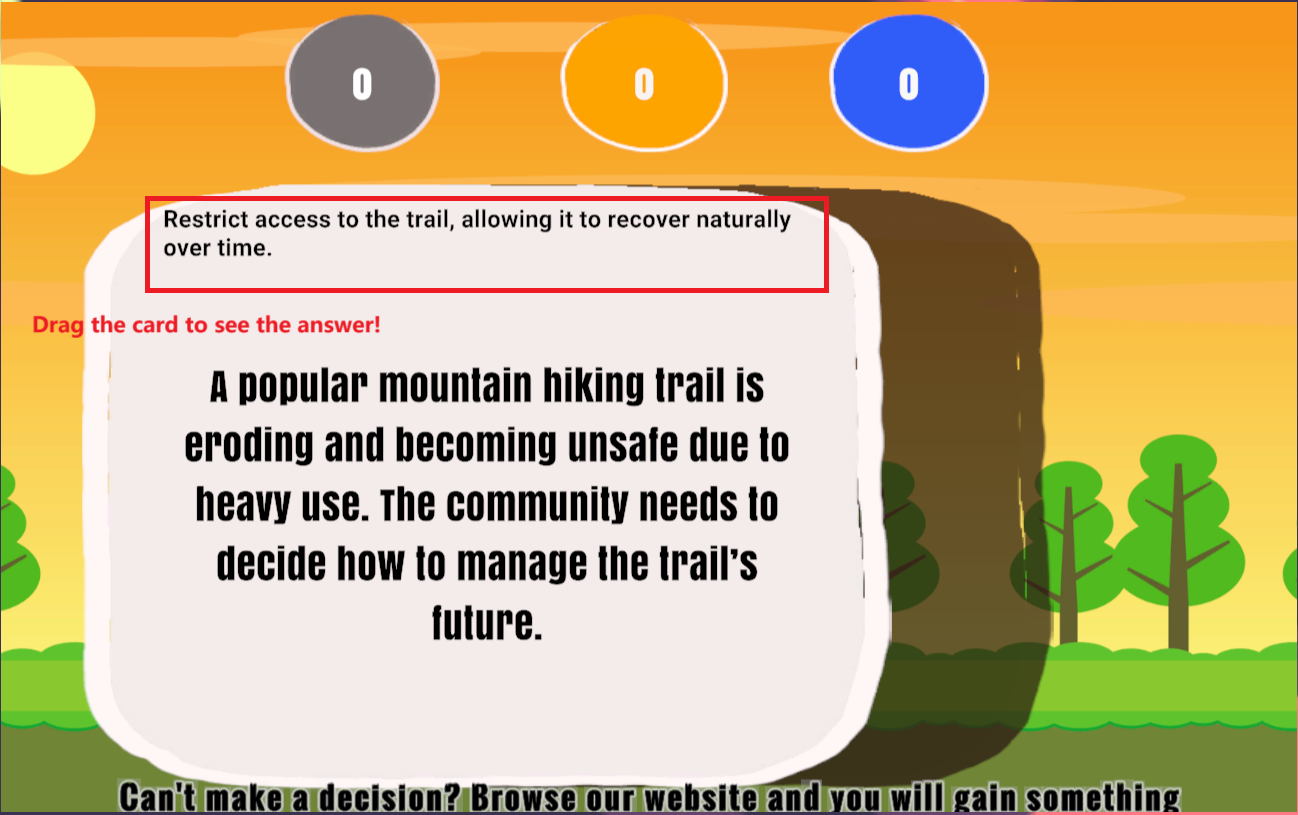 0 0 0
Restrict access to the trail, allowing it to recover naturally
over time.
Drag the card to see the answer!
A popular mountain hiking trail is
eroding and becoming unsafe due to
heavy use. The community needs to
decide how to manage the trail's
future.
Can't make a decision? Browse our website and you will gain something